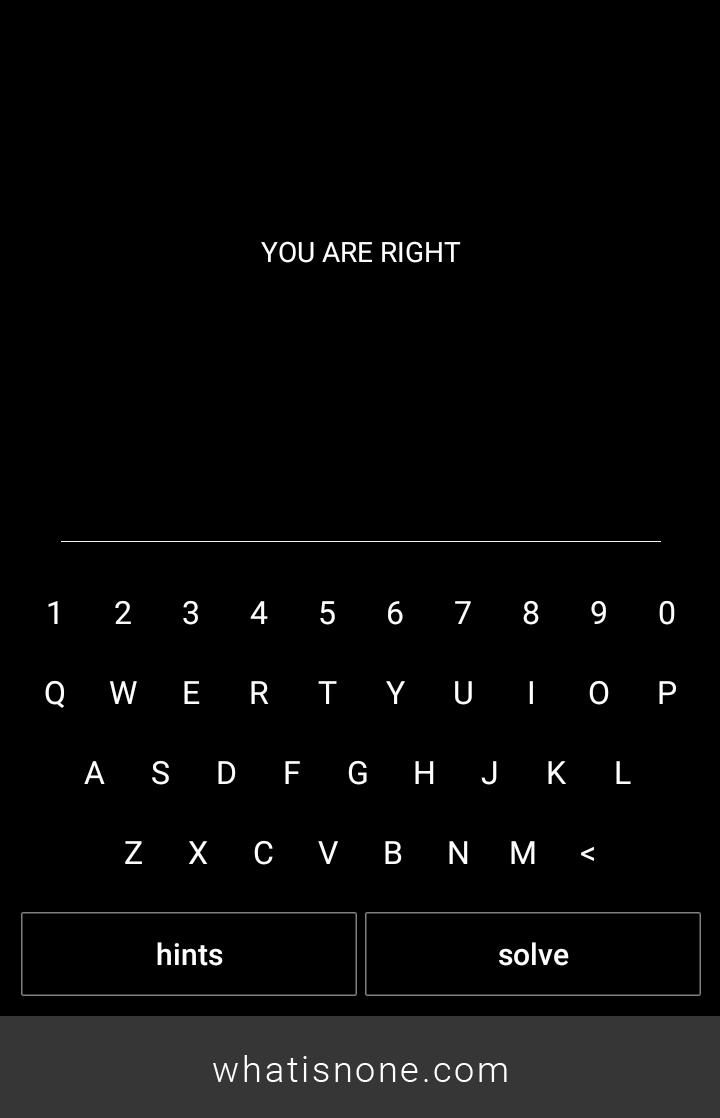 YOU ARE RIGHT
1 2 3 4 5 6 7 8 9 0
Q W E R T Y U I O P
A S D F G H J K L
Z X C V B N M <
hints solve
whatisnone.com